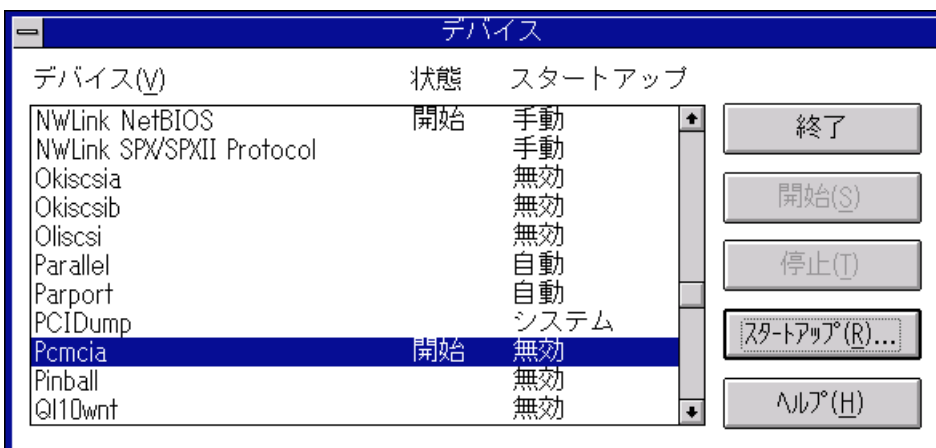 デバイス
デバイス(V) 状態 スタートアップ
NWLink NetBIOS 開始 手動
NWLink SPX/SPXII Protocol 手動
Okiscsia 無効
Okiscsib 無効
Oliscsi 無効
Parallel 自動
Parport 自動
PCIDump システム
Pcmcia 開始 無効
Pinball 無効
Ql10wnt 無効
終了
開始(S)
停止(T)
ｽﾀｰﾄｱｯﾌﾟ(R)...
ﾍﾙﾌﾟ(H)